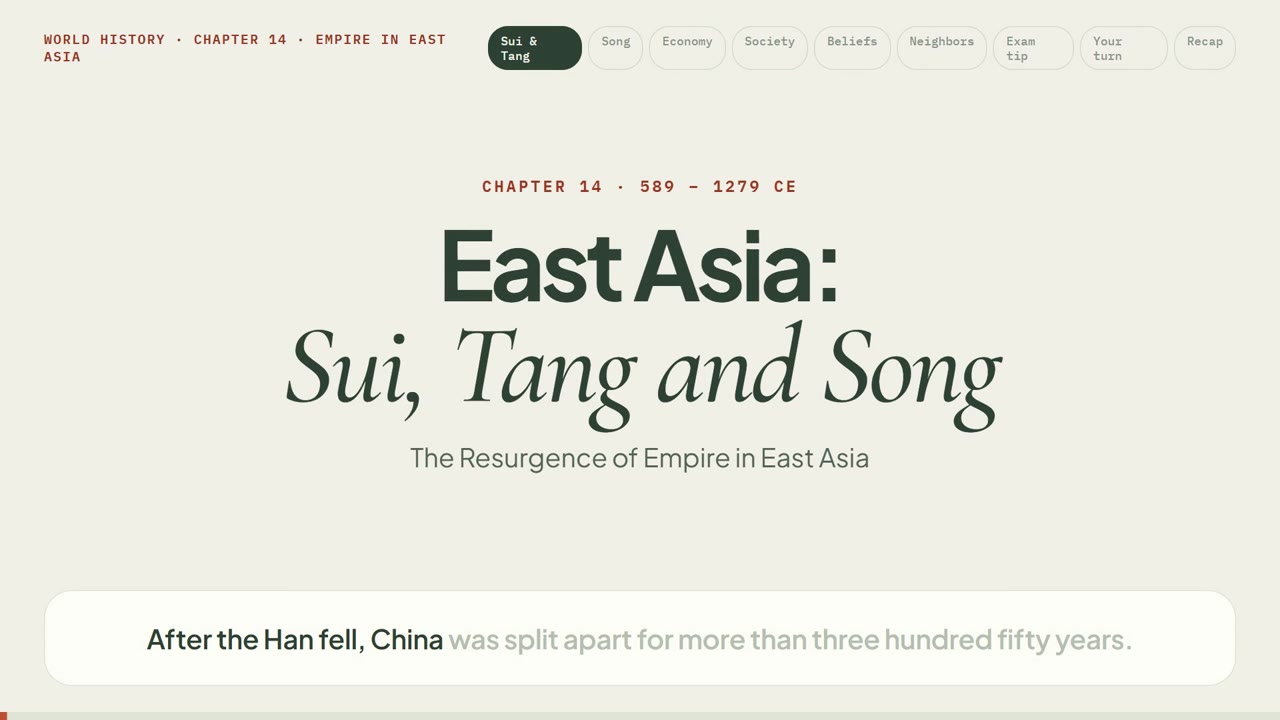 WORLD HISTORY · CHAPTER 14 · EMPIRE IN EAST
ASIA
Sui &
Tang
Song
Economy
Society
Beliefs
Neighbors
Exam
tip
Your
turn
Recap
CHAPTER 14 · 589 – 1279 CE
East Asia:
Sui, Tang and Song
The Resurgence of Empire in East Asia
After the Han fell, China was split apart for more than three hundred fifty years.